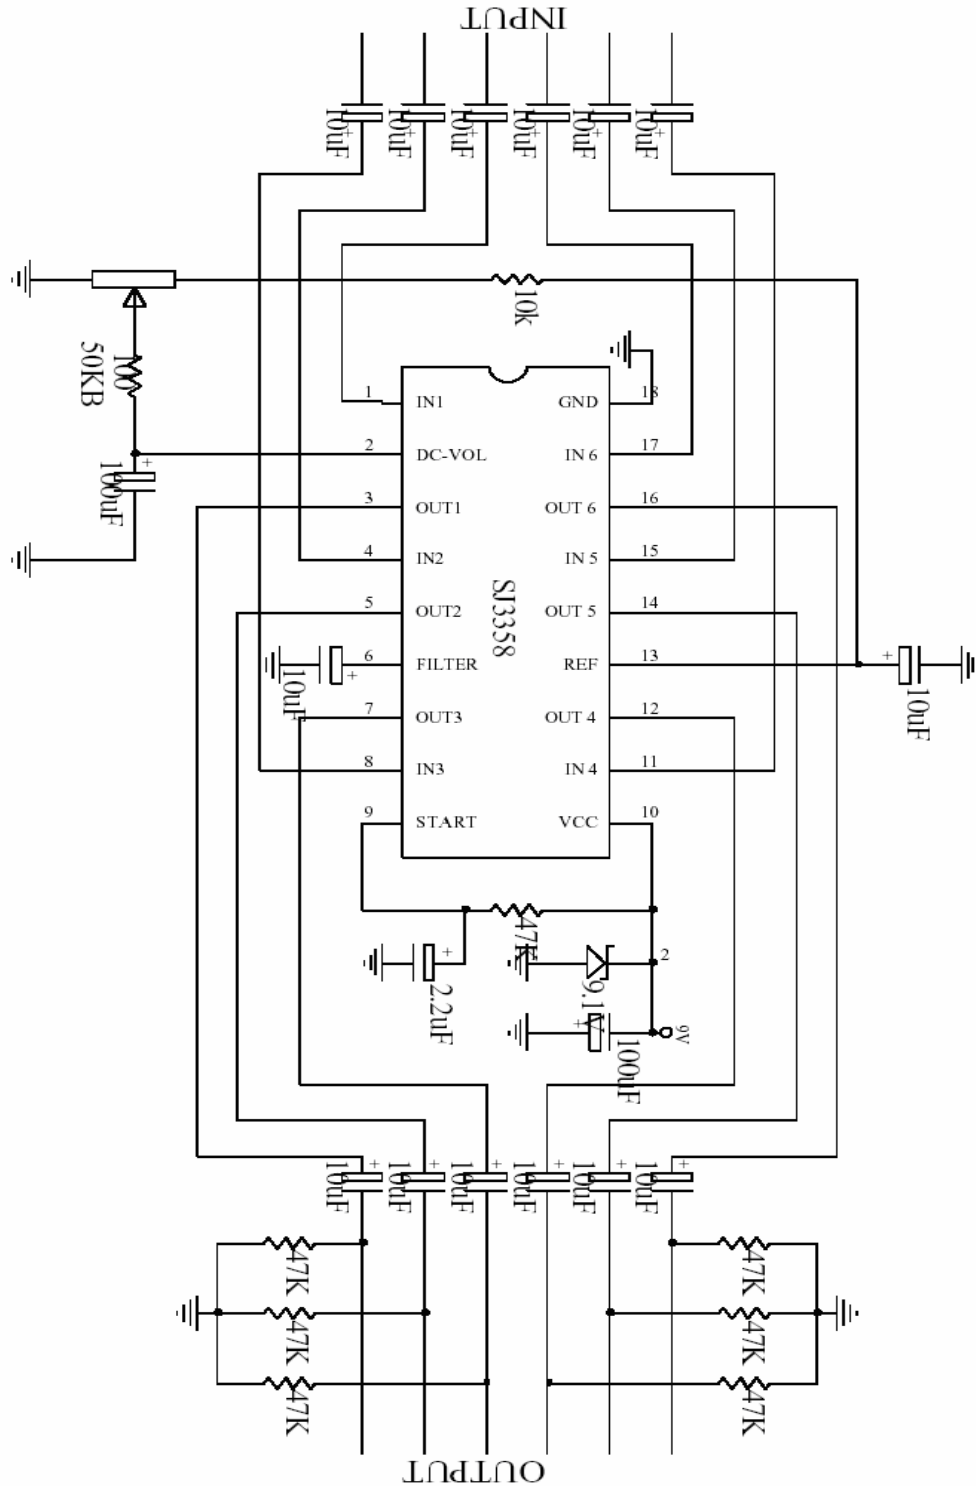 INPUT
10uF
10uF
10uF
10uF
10uF
10uF
+
+
+
+
+
+
10k
100
50KB
+
100uF
1
IN1
GND
18
2
DC-VOL
IN 6
17
3
OUT1
OUT 6
16
4
IN2
IN 5
15
SJ3358
5
OUT2
OUT 5
14
6
FILTER
REF
13
+
10uF
+
10uF
7
OUT3
OUT 4
12
8
IN3
IN 4
11
9
START
VCC
10
47K
+
2.2uF
2
9.1V
+
100uF
9V
10uF
10uF
10uF
10uF
10uF
10uF
+
+
+
+
+
+
47K
47K
47K
47K
47K
47K
OUTPUT